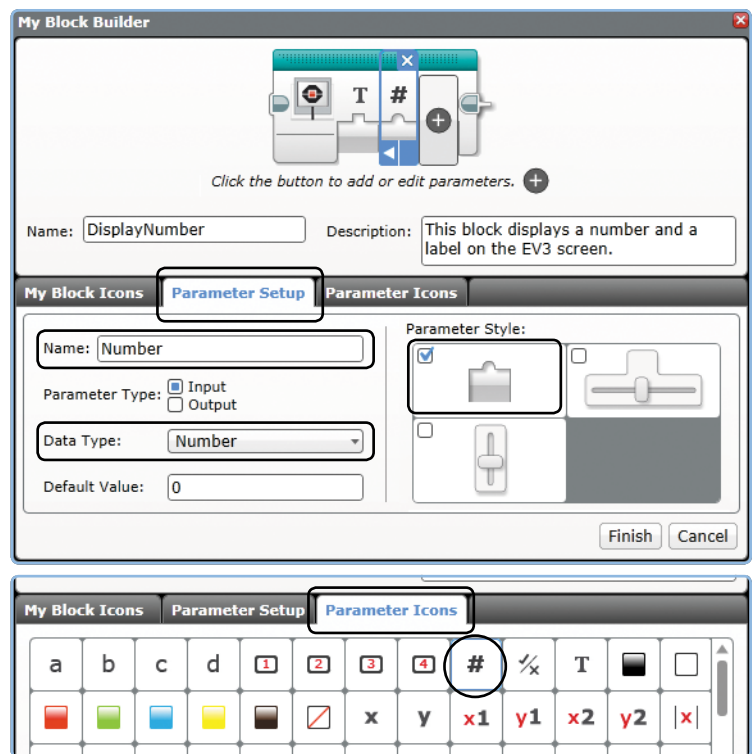 My Block Builder
T #
Click the button to add or edit parameters.
Name: DisplayNumber Description: This block displays a number and a
label on the EV3 screen.
My Block Icons Parameter Setup Parameter Icons
Name: Number
Parameter Type: Input
Output
Data Type: Number
Default Value: 0
Parameter Style:
Finish Cancel
My Block Icons Parameter Setup Parameter Icons
a b c d 1 2 3 4 # ✓/x T
x y x1 y1 x2 y2 |x|